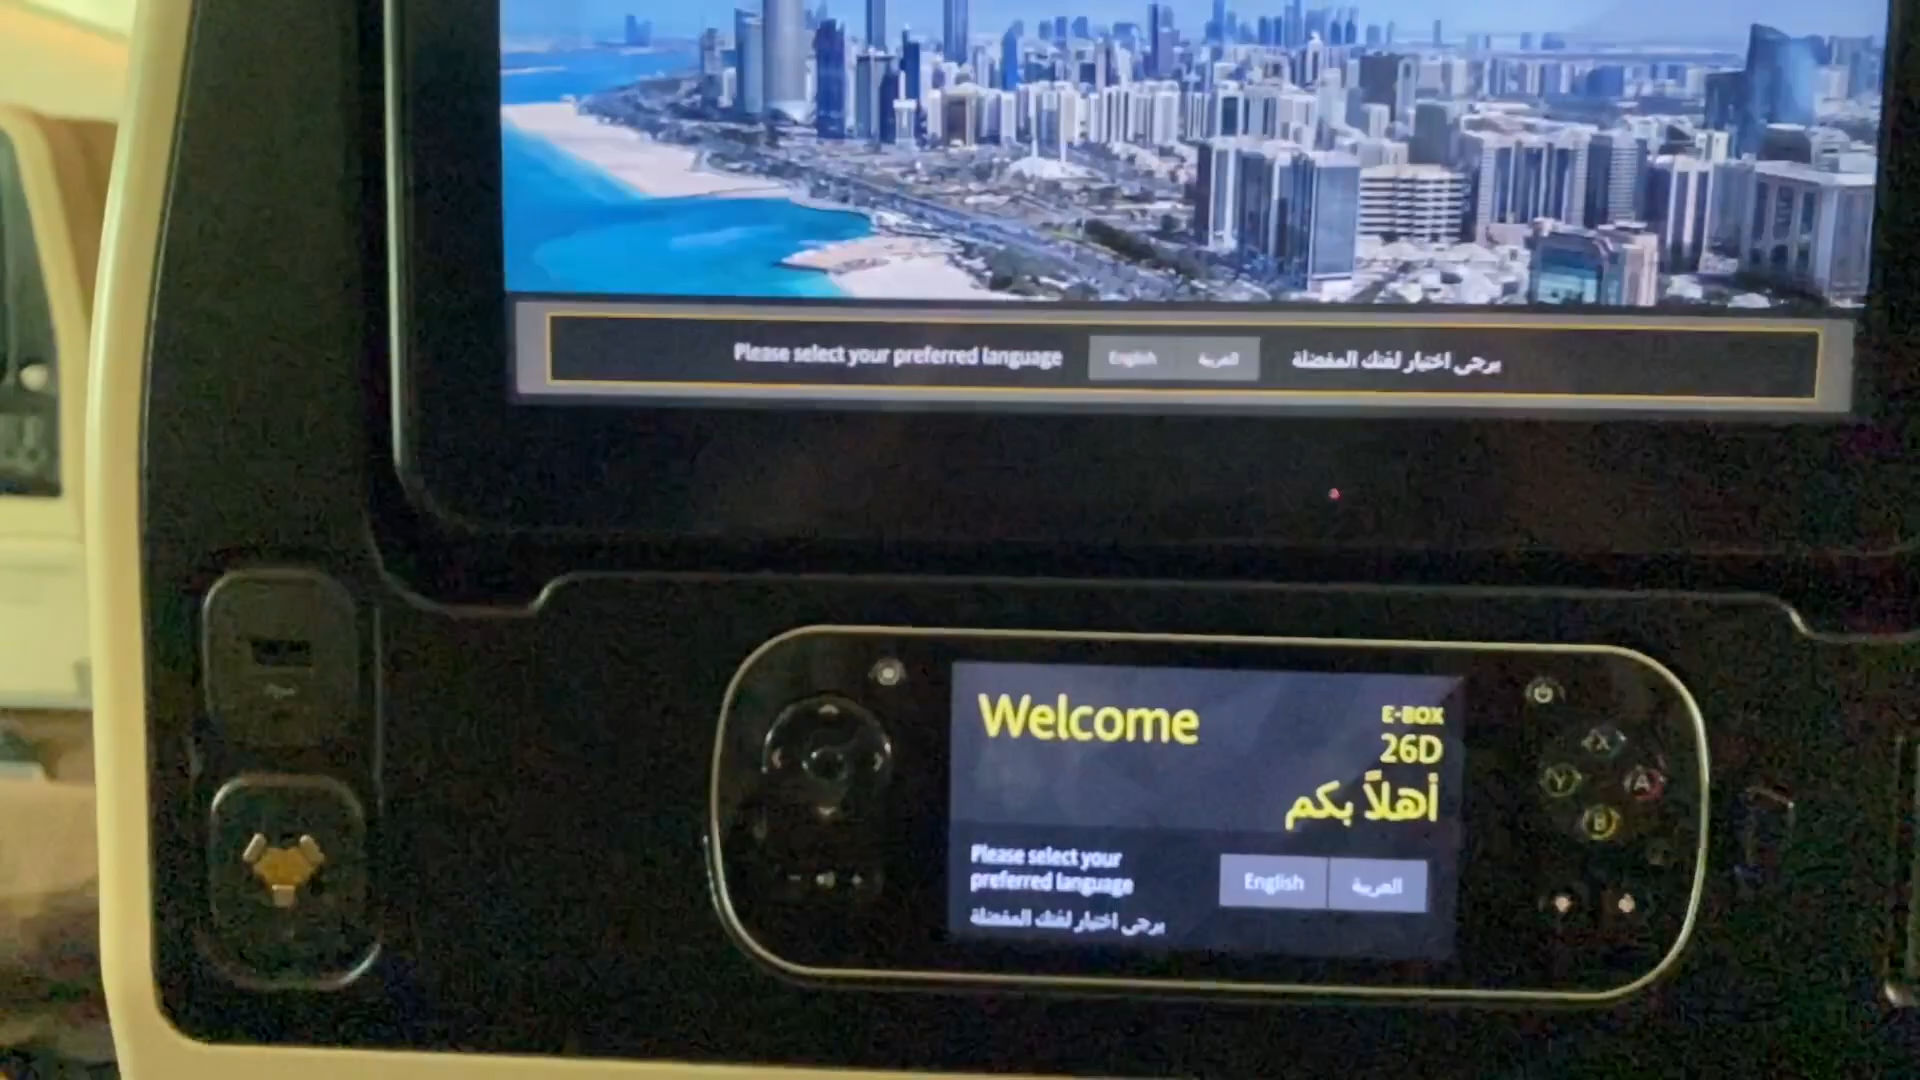 Please select your preferred language English العربية يرجى اختيار لغتك المفضلة
Welcome
E-BOX
26D
أهلاً بكم
Please select your
preferred language
English العربية
يرجى اختيار لغتك المفضلة
X
Y A
B